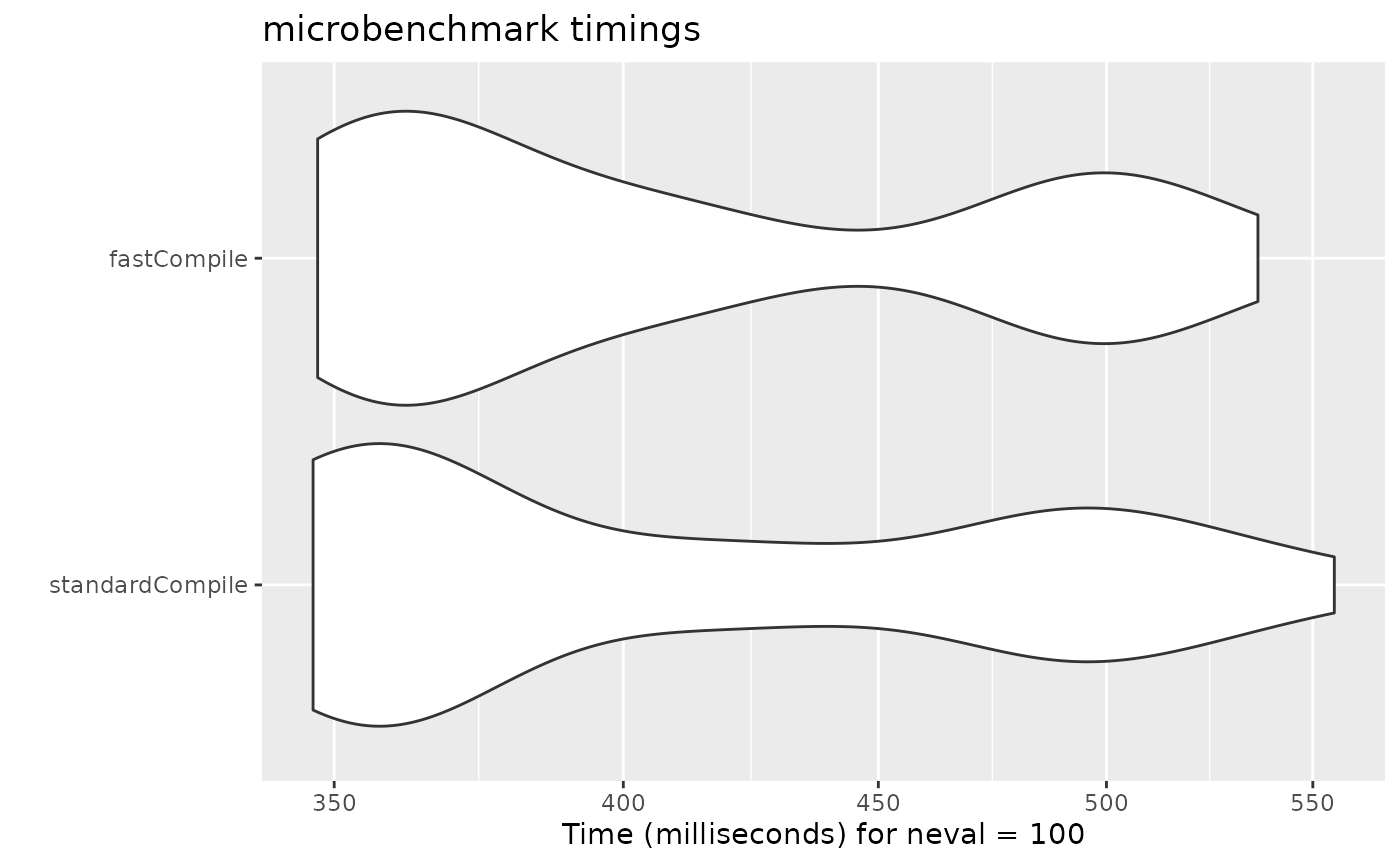 microbenchmark timings
fastCompile
standardCompile
350 400 450 500 550
Time (milliseconds) for neval = 100